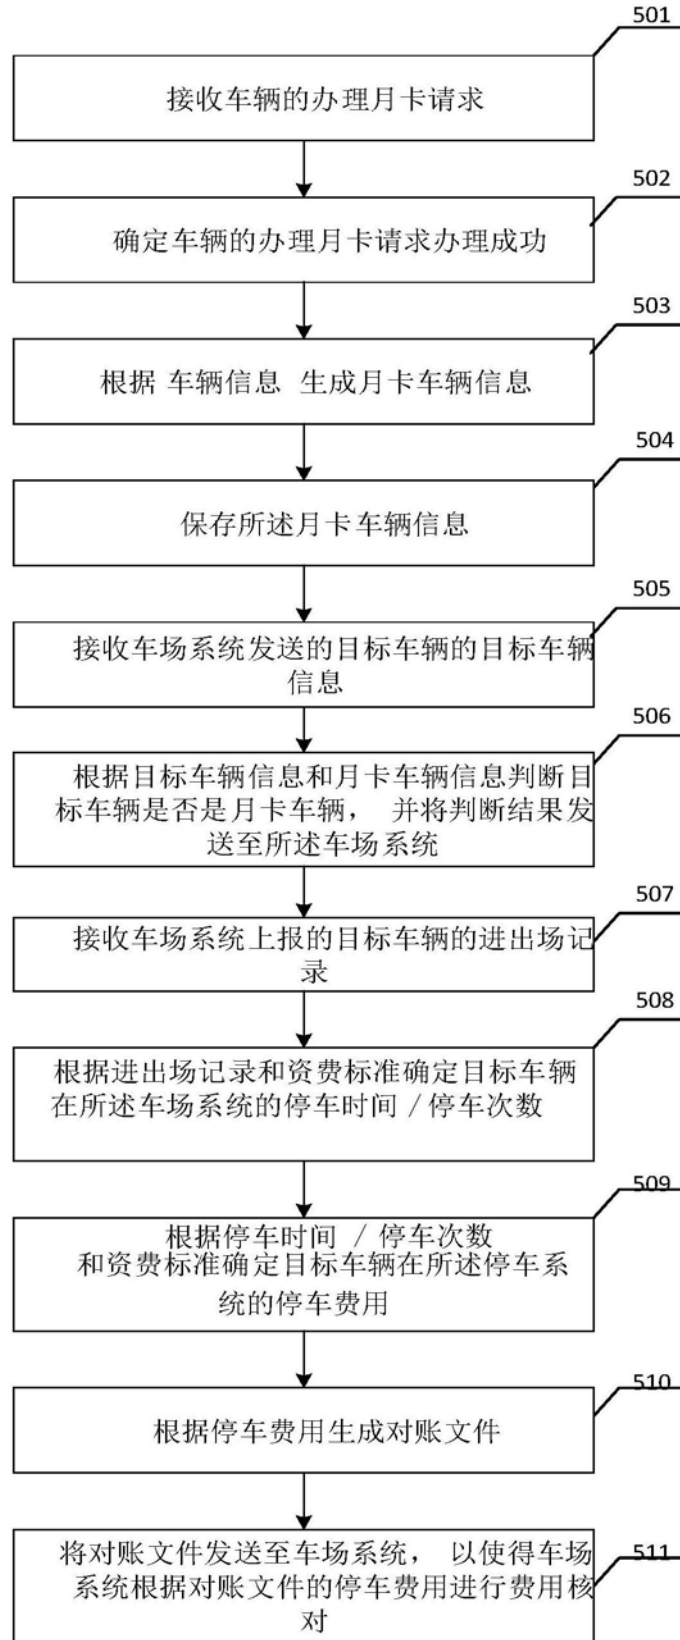 501
接收车辆的办理月卡请求
502
确定车辆的办理月卡请求办理成功
503
根据 车辆信息 生成月卡车辆信息
504
保存所述月卡车辆信息
505
接收车场系统发送的目标车辆的目标车辆
信息
506
根据目标车辆信息和月卡车辆信息判断目
标车辆是否是月卡车辆， 并将判断结果发
送至所述车场系统
507
接收车场系统上报的目标车辆的进出场记
录
508
根据进出场记录和资费标准确定目标车辆
在所述车场系统的停车时间 / 停车次数
509
根据停车时间 / 停车次数
和资费标准确定目标车辆在所述停车系
统的停车费用
510
根据停车费用生成对账文件
511
将对账文件发送至车场系统， 以使得车场
系统根据对账文件的停车费用进行费用核
对